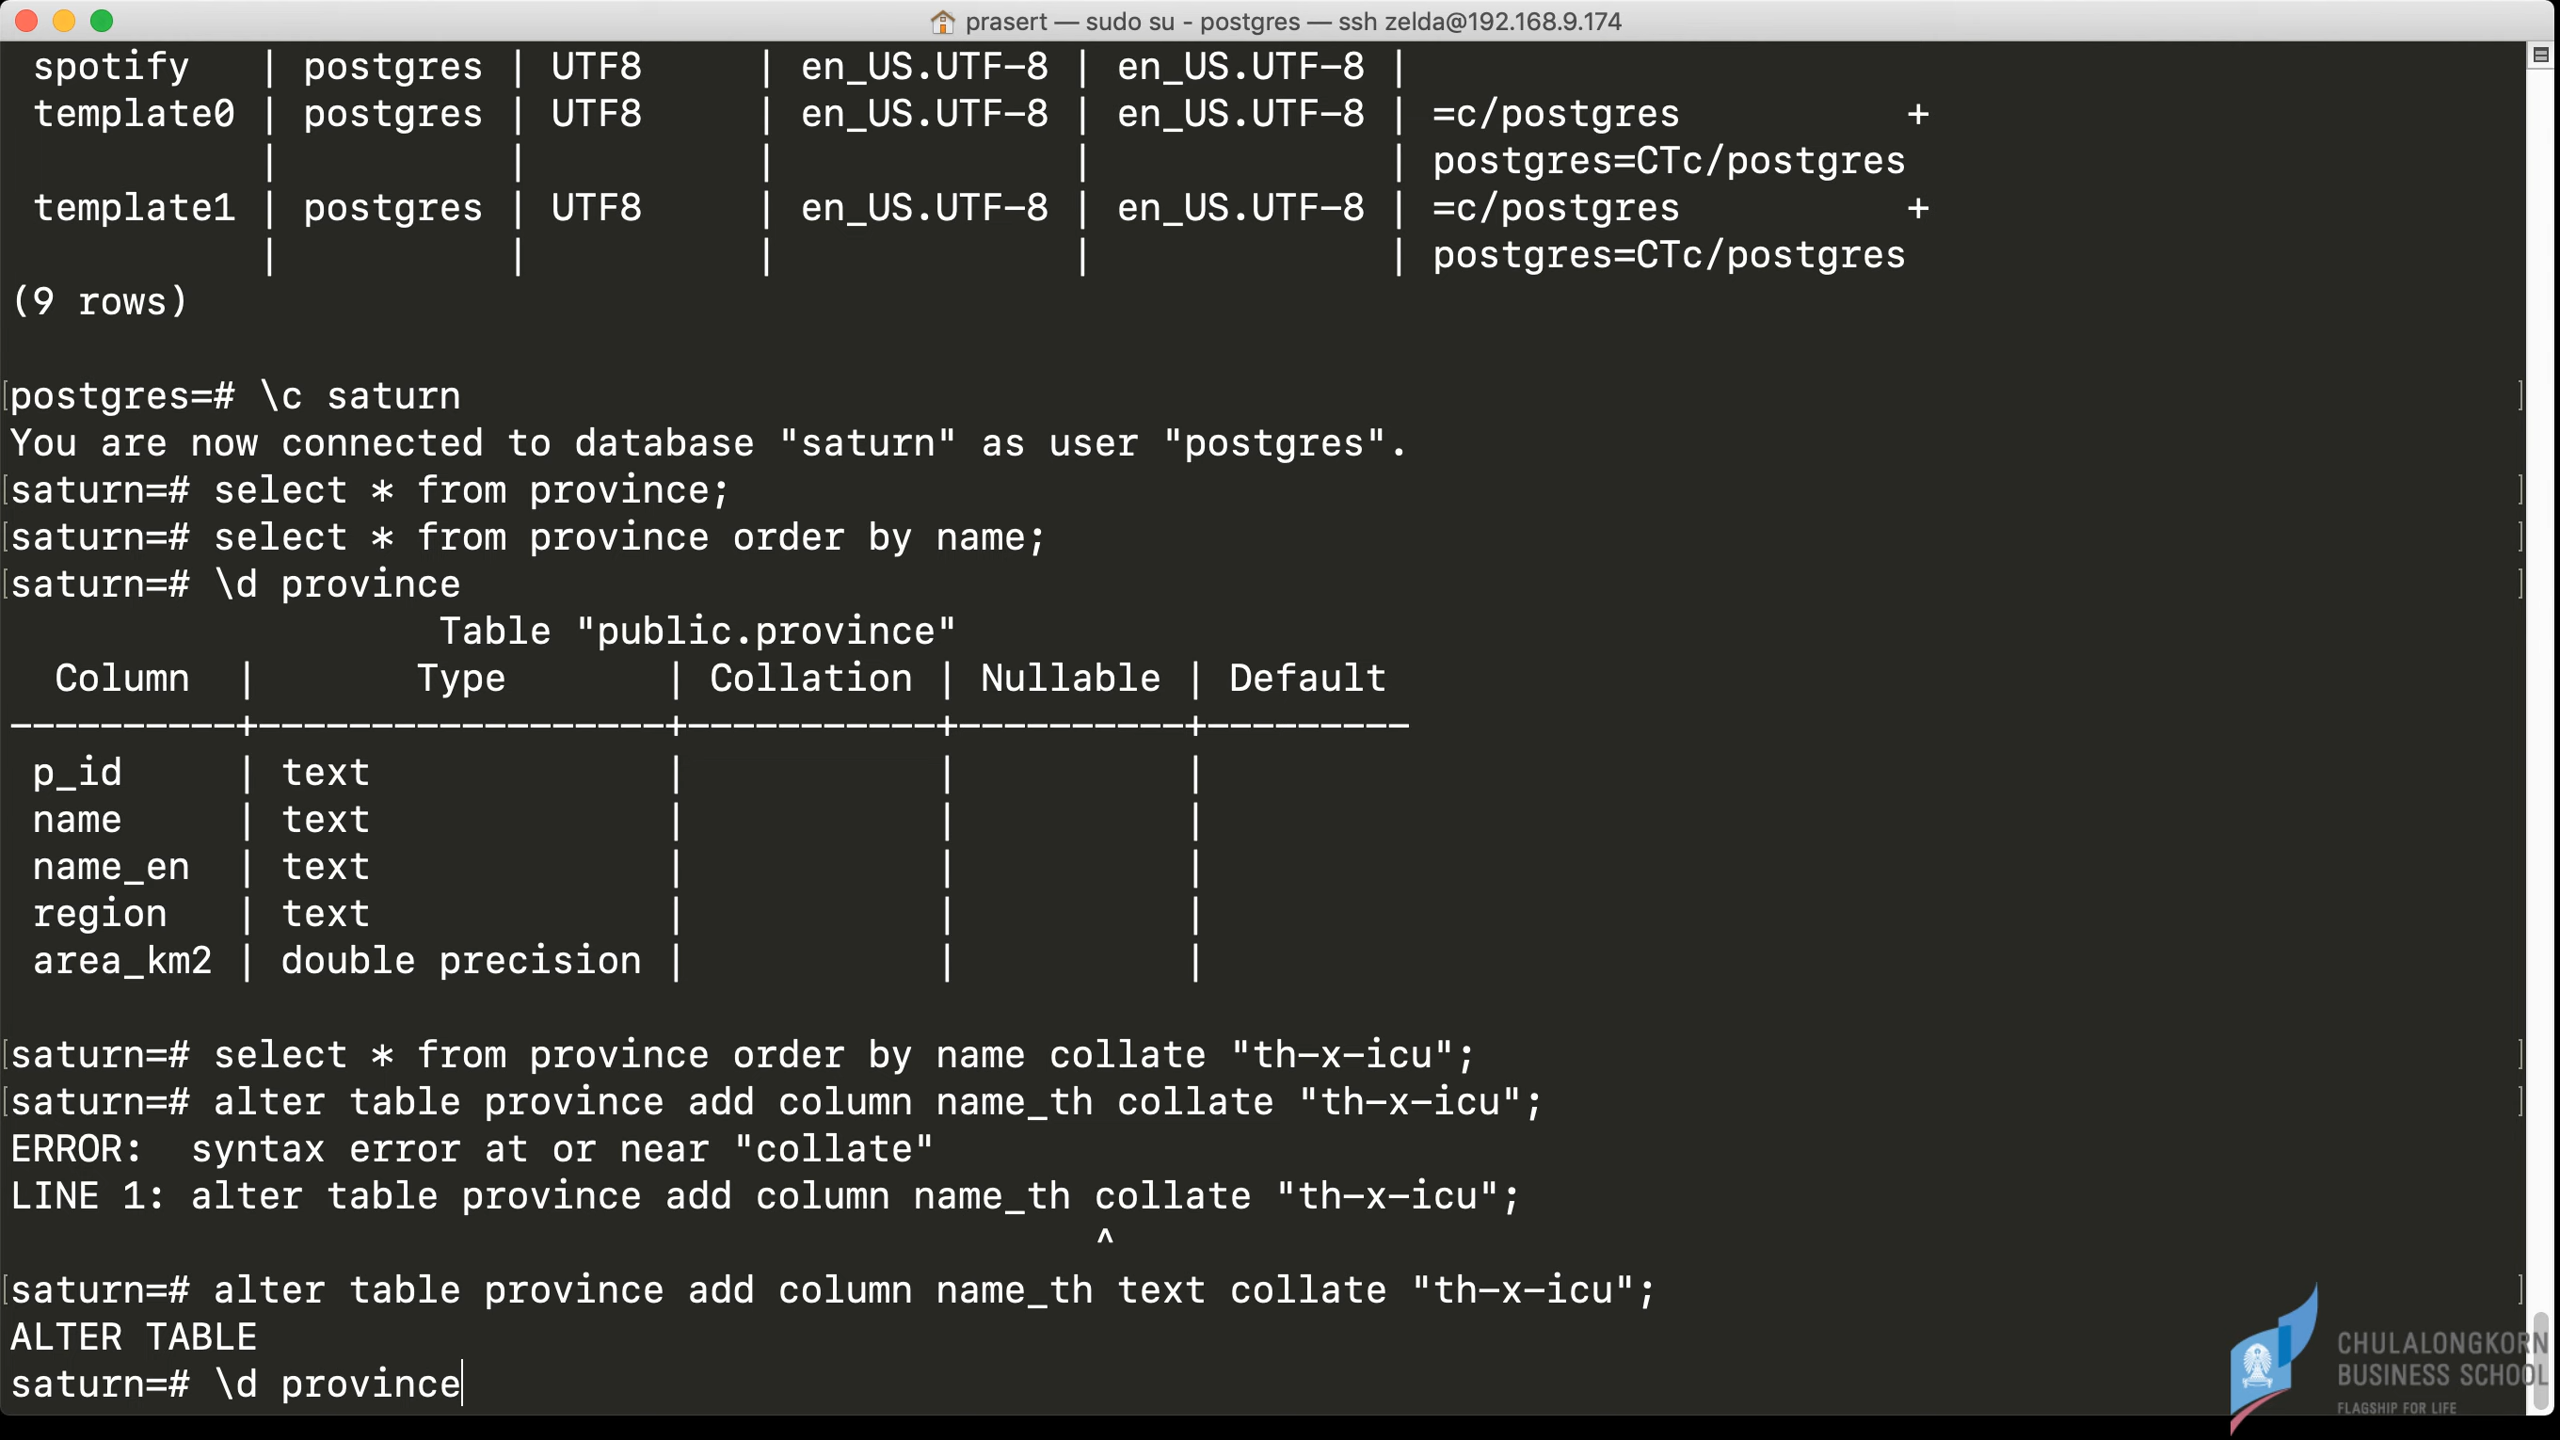 prasert — sudo su - postgres — ssh zelda@192.168.9.174
spotify | postgres | UTF8 | en_US.UTF-8 | en_US.UTF-8 |
template0 | postgres | UTF8 | en_US.UTF-8 | en_US.UTF-8 | =c/postgres +
| | | | | postgres=CTc/postgres
template1 | postgres | UTF8 | en_US.UTF-8 | en_US.UTF-8 | =c/postgres +
| | | | | postgres=CTc/postgres
(9 rows)
[postgres=# \c saturn ]
You are now connected to database "saturn" as user "postgres".
[saturn=# select * from province; ]
[saturn=# select * from province order by name; ]
[saturn=# \d province ]
Table "public.province"
Column | Type | Collation | Nullable | Default
----------+------------------+-----------+----------+---------
p_id | text | | |
name | text | | |
name_en | text | | |
region | text | | |
area_km2 | double precision | | |
[saturn=# select * from province order by name collate "th-x-icu"; ]
[saturn=# alter table province add column name_th collate "th-x-icu"; ]
ERROR:  syntax error at or near "collate"
LINE 1: alter table province add column name_th collate "th-x-icu";
^
[saturn=# alter table province add column name_th text collate "th-x-icu"; ]
ALTER TABLE
saturn=# \d province
CHULALONGKORN
BUSINESS SCHOOL
FLAGSHIP FOR LIFE